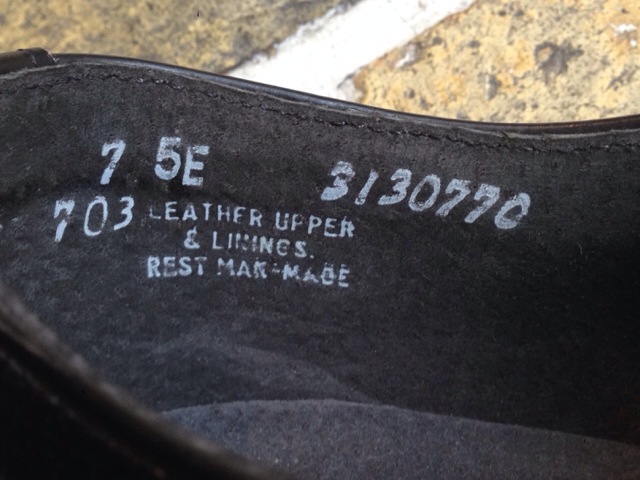 7 5E 3130770
703 LEATHER UPPER
& LININGS.
REST MAN-MADE